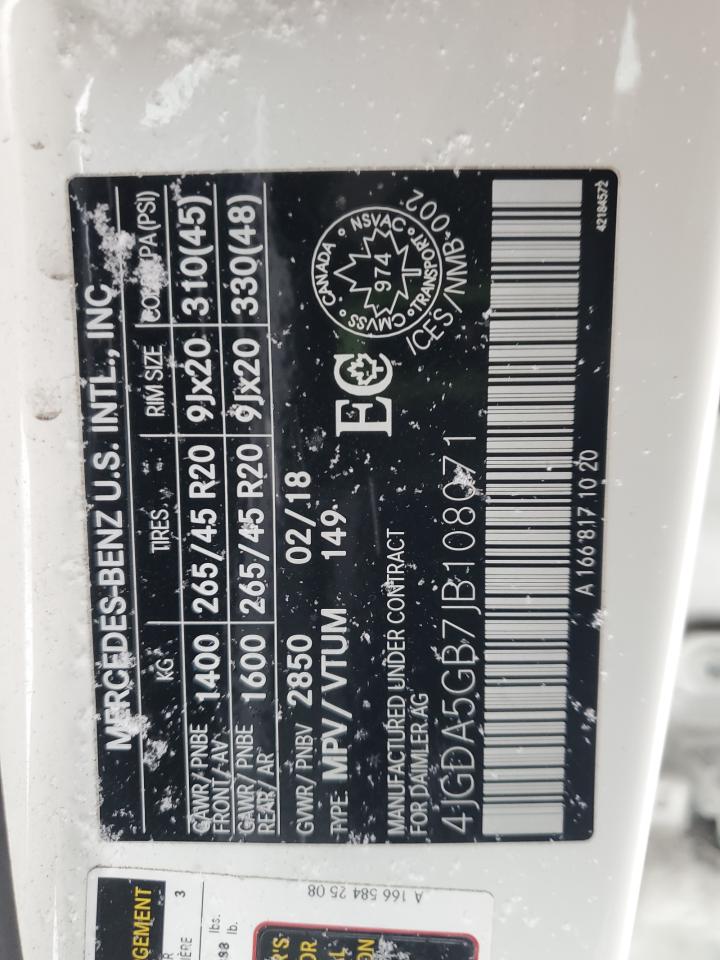 MERCEDES-BENZ U.S. INTL., INC
KG TIRES RIM SIZE COLD KPA(PSI)
GAWR/PNBE FRONT/AV 1400 265/45 R20 9Jx20 310(45)
GAWR/PNBE REAR/AR 1600 265/45 R20 9Jx20 330(48)
GVWR/PNBV 2850 02/18
TYPE: MPV/VTUM 149.
EC
CANADA NSVAC TRANSPORT CMVSS
974
ICES/NMB-002
MANUFACTURED UNDER CONTRACT
FOR DAIMLER AG
4JGDA5GB7JB108071
A 166 817 10 20
42184572
A 166 584 25 08
GEMENT
3
lbs.
lb.